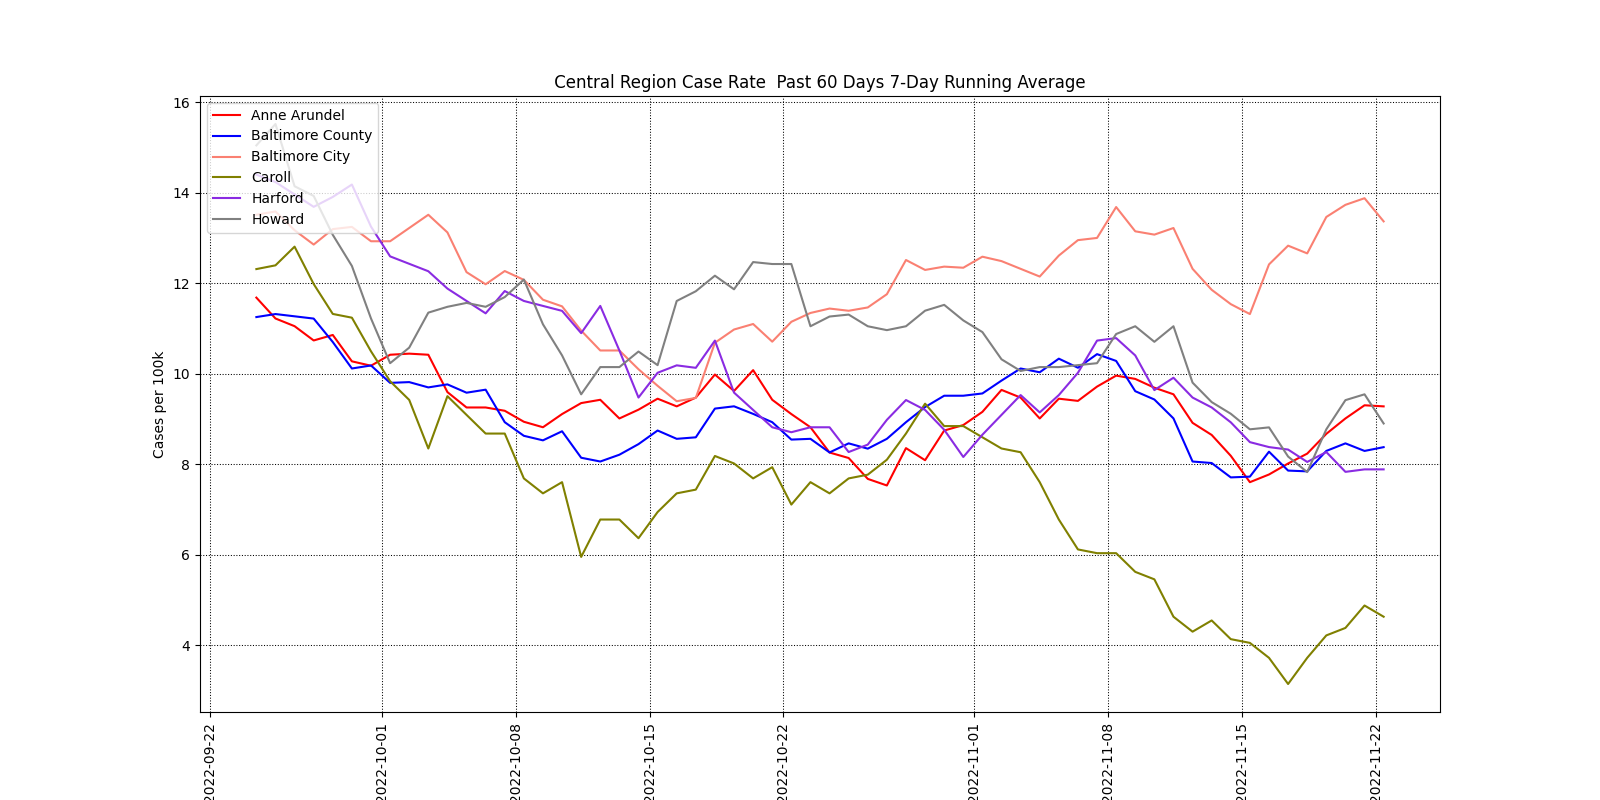 Central Region Case Rate  Past 60 Days 7-Day Running Average
16
14
12
10
8
6
4
Cases per 100k
Anne Arundel
Baltimore County
Baltimore City
Caroll
Harford
Howard
2022-09-22
2022-10-01
2022-10-08
2022-10-15
2022-10-22
2022-11-01
2022-11-08
2022-11-15
2022-11-22